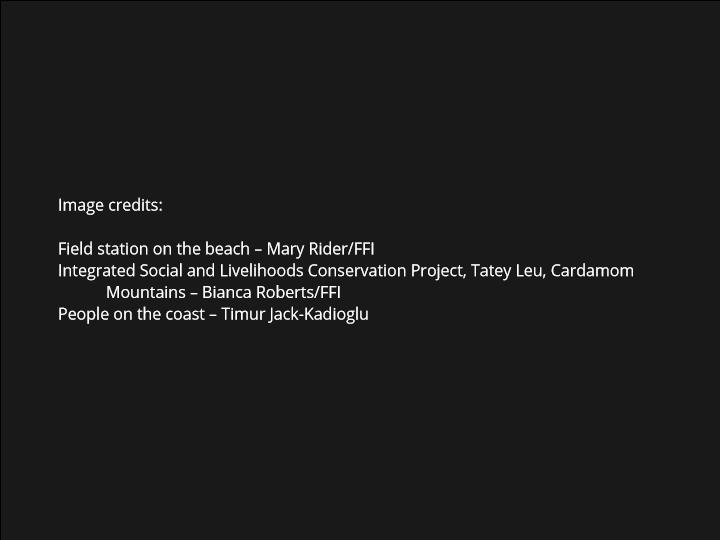 Image credits:
Field station on the beach – Mary Rider/FFI
Integrated Social and Livelihoods Conservation Project, Tatey Leu, Cardamom
Mountains – Bianca Roberts/FFI
People on the coast – Timur Jack-Kadioglu